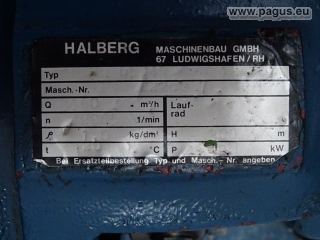 www.pagus.eu
HALBERG MASCHINENBAU GMBH
67 LUDWIGSHAFEN/RH
Typ
Masch.-Nr.
Q m³/h Lauf-
n 1/min rad
ρ kg/dm³ H m
t °C P kW
Bei Ersatzteilbestellung Typ und Masch.-Nr. angeben